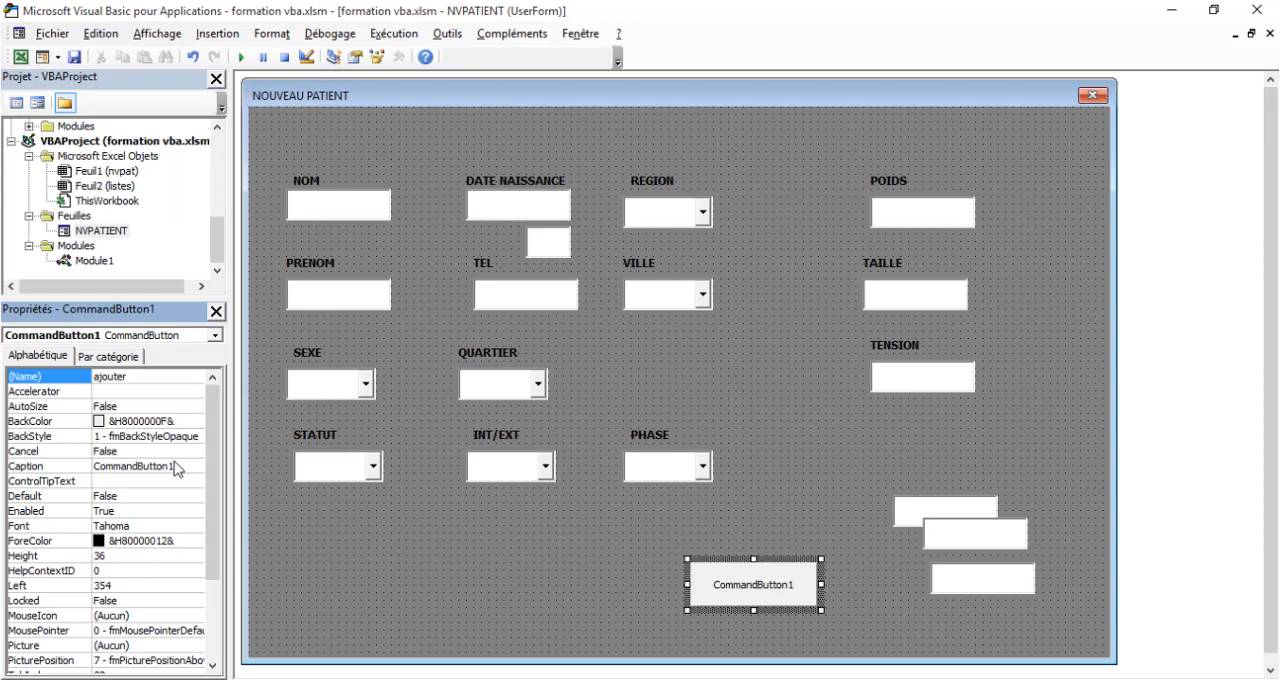 Microsoft Visual Basic pour Applications - formation vba.xlsm - [formation vba.xlsm - NVPATIENT (UserForm)]
Fichier Edition Affichage Insertion Format Débogage Exécution Outils Compléments Fenêtre ?
Projet - VBAProject
Modules
VBAProject (formation vba.xlsm
Microsoft Excel Objets
Feuil1 (nvpat)
Feuil2 (listes)
ThisWorkbook
Feuilles
NVPATIENT
Modules
Module1
Propriétés - CommandButton1
CommandButton1 CommandButton
Alphabétique Par catégorie
(Name) ajouter
Accelerator
AutoSize False
BackColor &H8000000F&
BackStyle 1 - fmBackStyleOpaque
Cancel False
Caption CommandButton1
ControlTipText
Default False
Enabled True
Font Tahoma
ForeColor &H80000012&
Height 36
HelpContextID 0
Left 354
Locked False
MouseIcon (Aucun)
MousePointer 0 - fmMousePointerDefau
Picture (Aucun)
PicturePosition 7 - fmPicturePositionAbov
NOUVEAU PATIENT
NOM DATE NAISSANCE REGION POIDS
PRENOM TEL VILLE TAILLE
SEXE QUARTIER TENSION
STATUT INT/EXT PHASE
CommandButton1